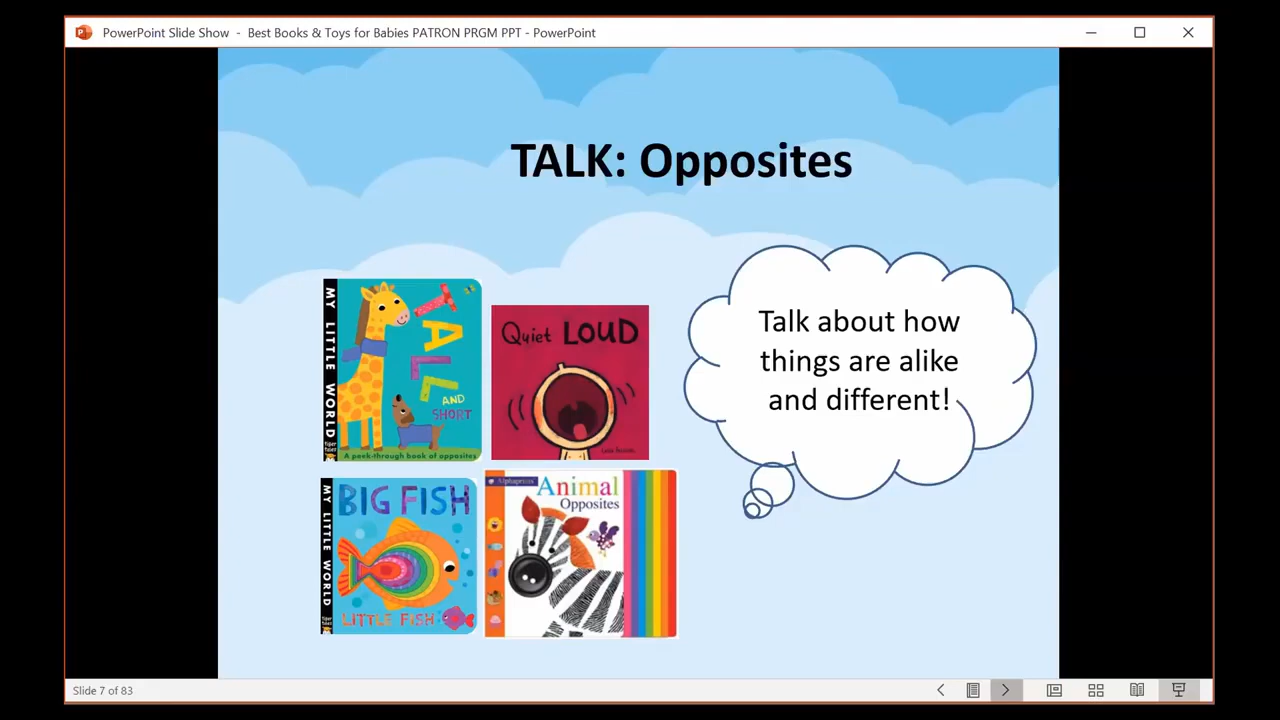 PowerPoint Slide Show - Best Books & Toys for Babies PATRON PRGM PPT - PowerPoint
TALK: Opposites
MY LITTLE WORLD
tiger tales
TALL
AND
SHORT
A peek-through book of opposites
Quiet LOUD
Talk about how
things are alike
and different!
MY LITTLE WORLD
BIG FISH
LITTLE FISH
Alphaprints
Animal
Opposites
Slide 7 of 83